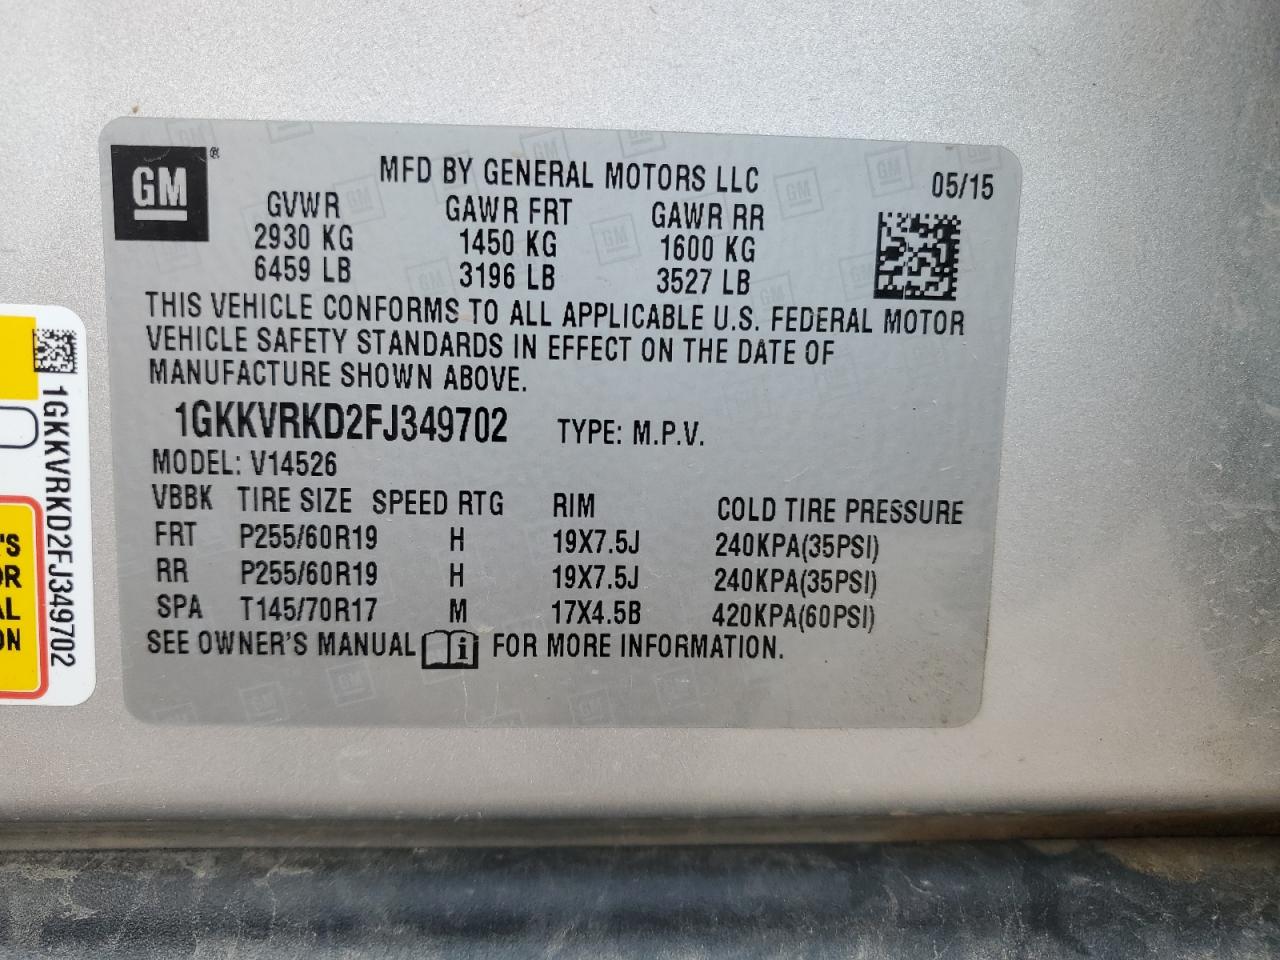 GM®
MFD BY GENERAL MOTORS LLC
05/15
GVWR GAWR FRT GAWR RR
2930 KG 1450 KG 1600 KG
6459 LB 3196 LB 3527 LB
THIS VEHICLE CONFORMS TO ALL APPLICABLE U.S. FEDERAL MOTOR
VEHICLE SAFETY STANDARDS IN EFFECT ON THE DATE OF
MANUFACTURE SHOWN ABOVE.
1GKKVRKD2FJ349702 TYPE: M.P.V.
MODEL: V14526
VBBK TIRE SIZE SPEED RTG RIM COLD TIRE PRESSURE
FRT P255/60R19 H 19X7.5J 240KPA(35PSI)
RR P255/60R19 H 19X7.5J 240KPA(35PSI)
SPA T145/70R17 M 17X4.5B 420KPA(60PSI)
SEE OWNER'S MANUAL FOR MORE INFORMATION.
1GKKVRKD2FJ349702
'S
OR
AL
ON